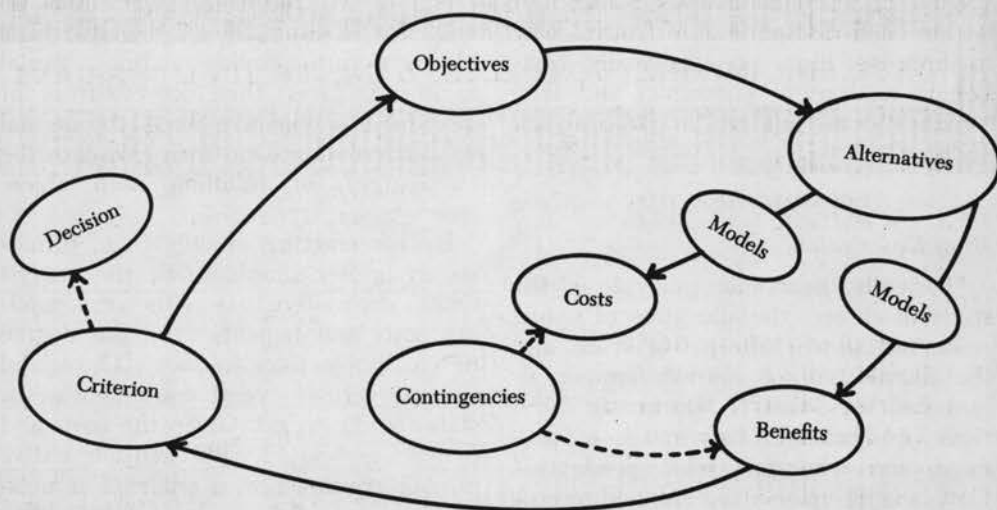 Objectives
Alternatives
Decision
Models
Costs
Models
Criterion
Contingencies
Benefits